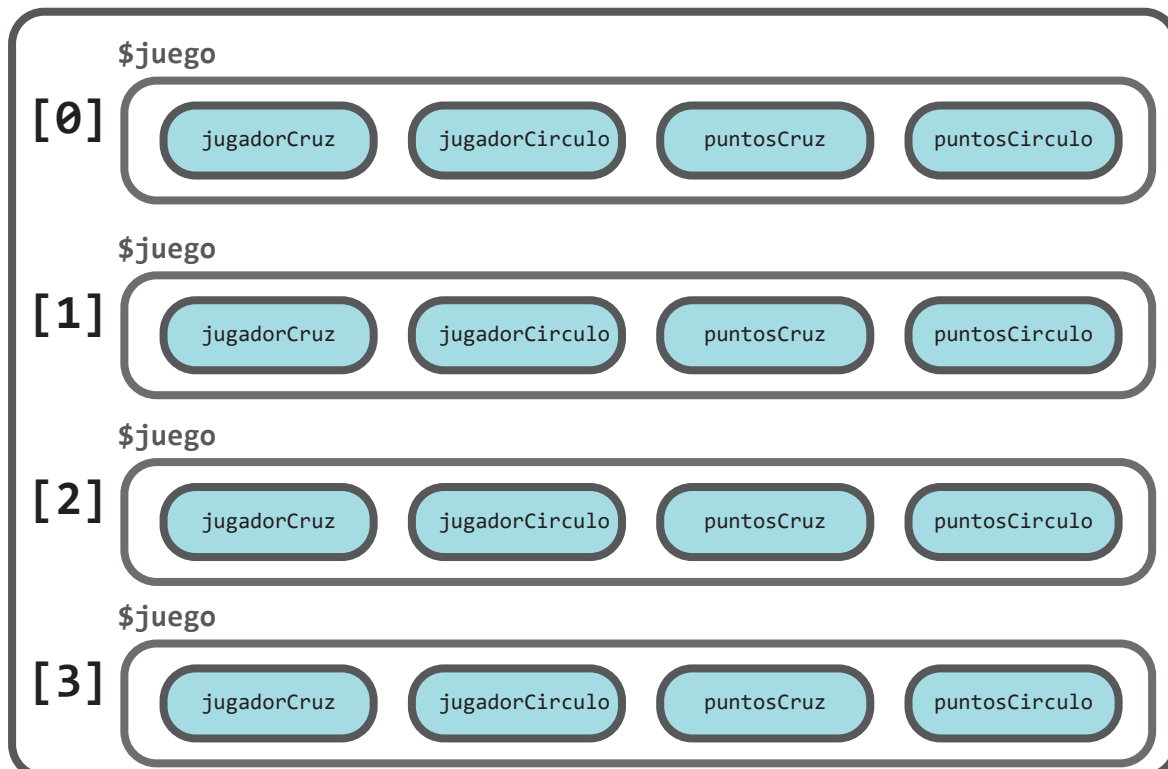 $juego
[0] jugadorCruz jugadorCirculo puntosCruz puntosCirculo
$juego
[1] jugadorCruz jugadorCirculo puntosCruz puntosCirculo
$juego
[2] jugadorCruz jugadorCirculo puntosCruz puntosCirculo
$juego
[3] jugadorCruz jugadorCirculo puntosCruz puntosCirculo